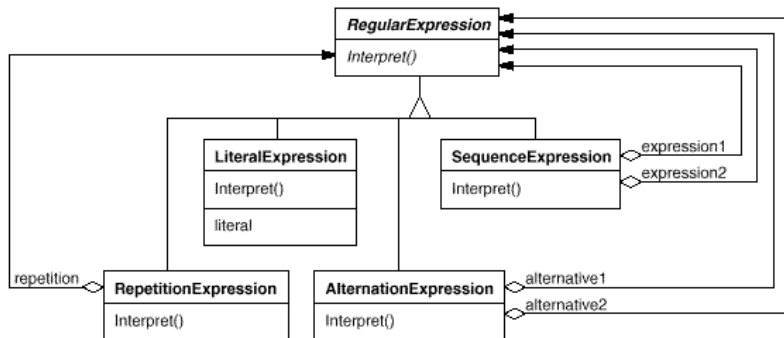 RegularExpression
Interpret()
LiteralExpression
Interpret()
literal
SequenceExpression
Interpret()
expression1
expression2
repetition
RepetitionExpression
Interpret()
AlternationExpression
Interpret()
alternative1
alternative2